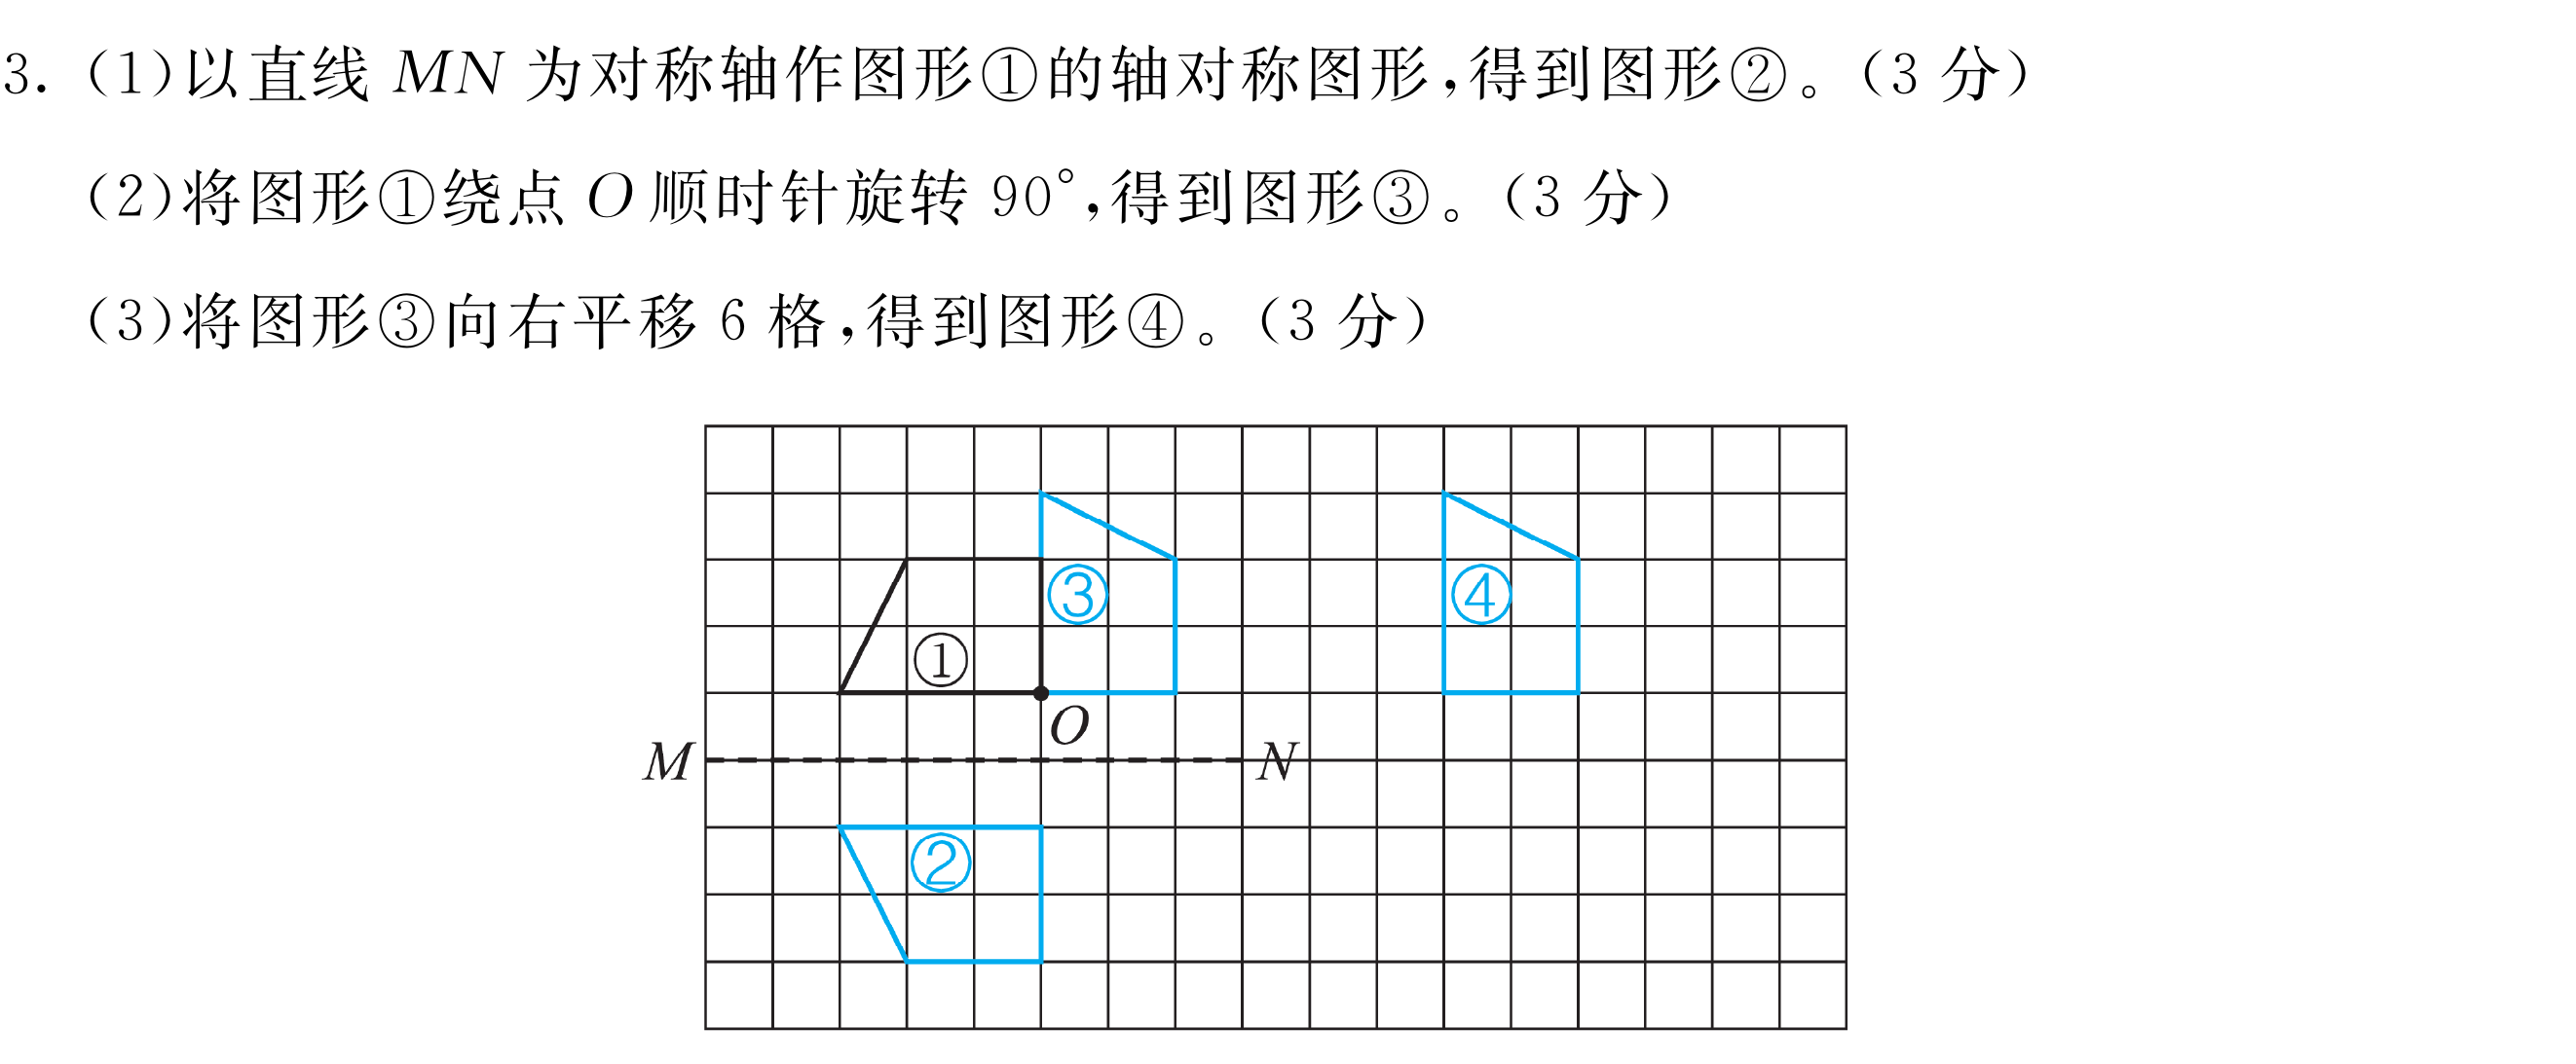 3. (1)以直线 MN 为对称轴作图形①的轴对称图形,得到图形②。(3 分)
(2)将图形①绕点 O 顺时针旋转 90°,得到图形③。(3 分)
(3)将图形③向右平移 6 格,得到图形④。(3 分)
③ ④
①
O
M N
②